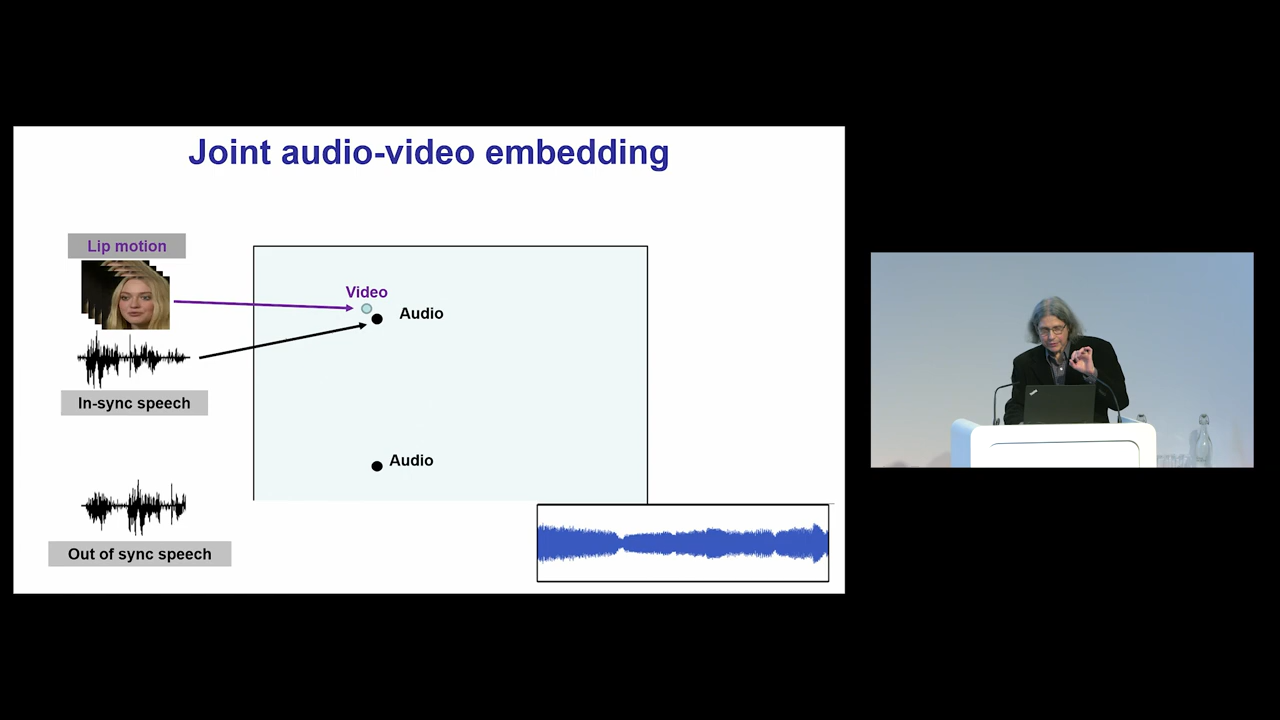 Joint audio-video embedding
Lip motion
Video
Audio
In-sync speech
Audio
Out of sync speech